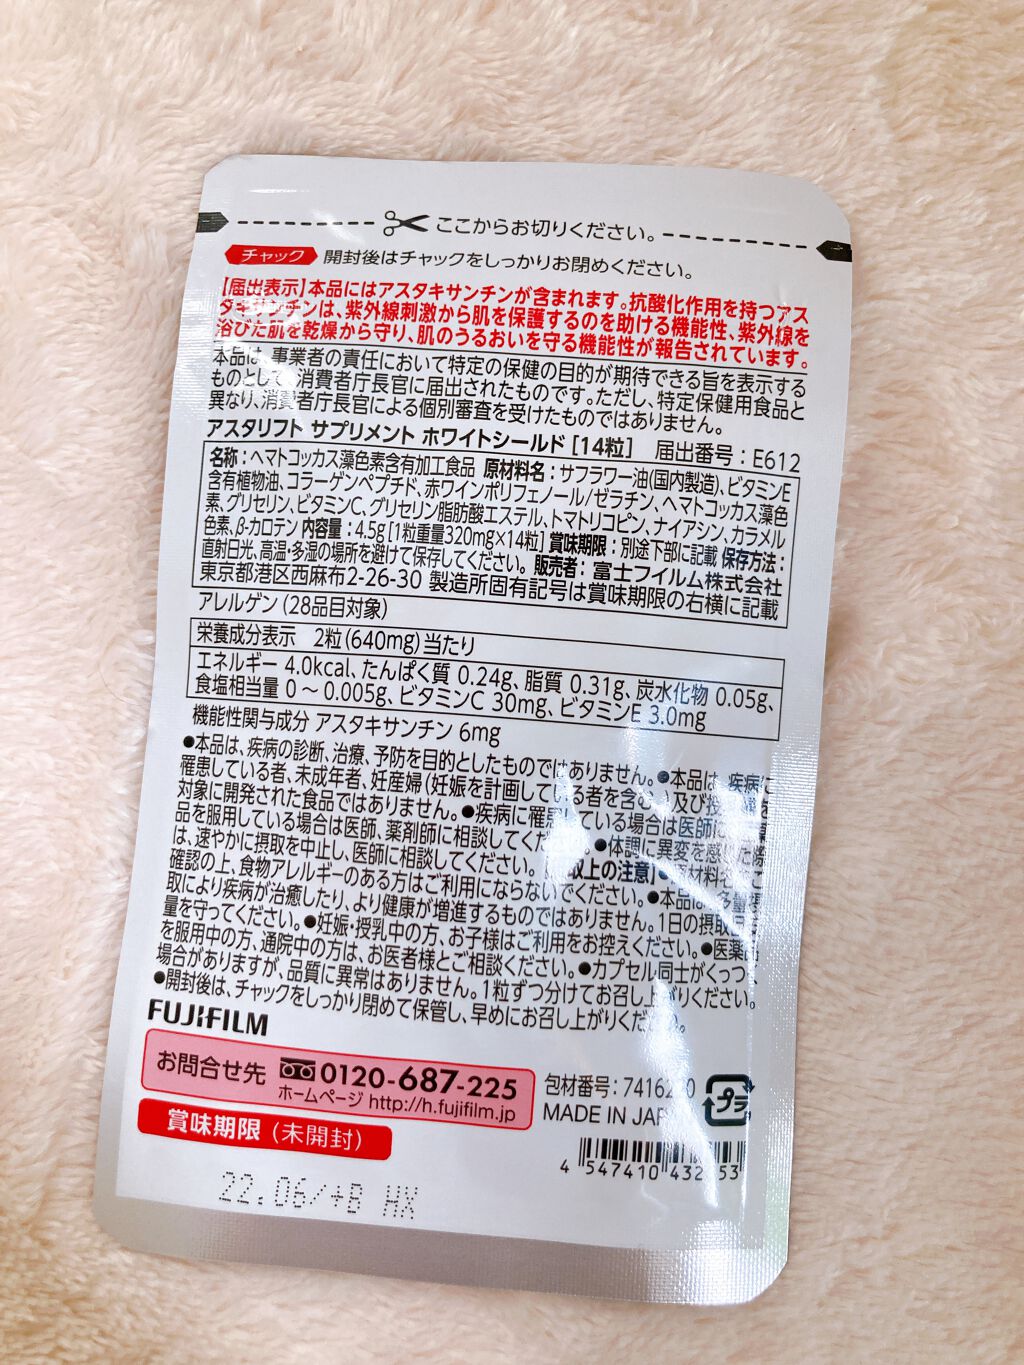 ここからお切りください。
チャック 開封後はチャックをしっかりお閉めください。
【届出表示】本品にはアスタキサンチンが含まれます。抗酸化作用を持つアス
タキサンチンは、紫外線刺激から肌を保護するのを助ける機能性、紫外線を
浴びた肌を乾燥から守り、肌のうるおいを守る機能性が報告されています。
本品は、事業者の責任において特定の保健の目的が期待できる旨を表示する
ものとして、消費者庁長官に届出されたものです。ただし、特定保健用食品と
異なり、消費者庁長官による個別審査を受けたものではありません。
アスタリフト サプリメント ホワイトシールド [14粒] 届出番号：E612
名称：ヘマトコッカス藻色素含有加工食品 原材料名：サフラワー油(国内製造)、ビタミンE
含有植物油、コラーゲンペプチド、赤ワインポリフェノール/ゼラチン、ヘマトコッカス藻色
素、グリセリン、ビタミンC、グリセリン脂肪酸エステル、トマトリコピン、ナイアシン、カラメル
色素、β-カロテン 内容量：4.5g[1粒重量320mg×14粒] 賞味期限：別途下部に記載 保存方法：
直射日光、高温・多湿の場所を避けて保存してください。 販売者：富士フイルム株式会社
東京都港区西麻布2-26-30 製造所固有記号は賞味期限の右横に記載
アレルゲン(28品目対象)
栄養成分表示 2粒(640mg)当たり
エネルギー 4.0kcal、たんぱく質 0.24g、脂質 0.31g、炭水化物 0.05g、
食塩相当量 0～0.005g、ビタミンC 30mg、ビタミンE 3.0mg
機能性関与成分 アスタキサンチン 6mg
●本品は、疾病の診断、治療、予防を目的としたものではありません。●本品は、疾病に
罹患している者、未成年者、妊産婦(妊娠を計画している者を含む)及び授
対象に開発された食品ではありません。●疾病に罹患している場合は医師に
品を服用している場合は医師、薬剤師に相談してください。●体調に異変を感じた際
は、速やかに摂取を中止し、医師に相談してください。 取上の注意】●原材料名をご
確認の上、食物アレルギーのある方はご利用にならないでください。●本品は、多量摂
取により疾病が治癒したり、より健康が増進するものではありません。1日の摂取目
量を守ってください。●妊娠・授乳中の方、お子様はご利用をお控えください。●医薬
を服用中の方、通院中の方は、お医者様とご相談ください。●カプセル同士がくっつ
場合がありますが、品質に異常はありません。1粒ずつ分けてお召し上がりください。
●開封後は、チャックをしっかり閉めて保管し、早めにお召し上がりください。
FUJIFILM
お問合せ先 0120-687-225
ホームページ http://h.fujifilm.jp
包材番号：74162 0
MADE IN JAP
プラ
賞味期限 (未開封)
4 547410 432 53
22.06/+B HX